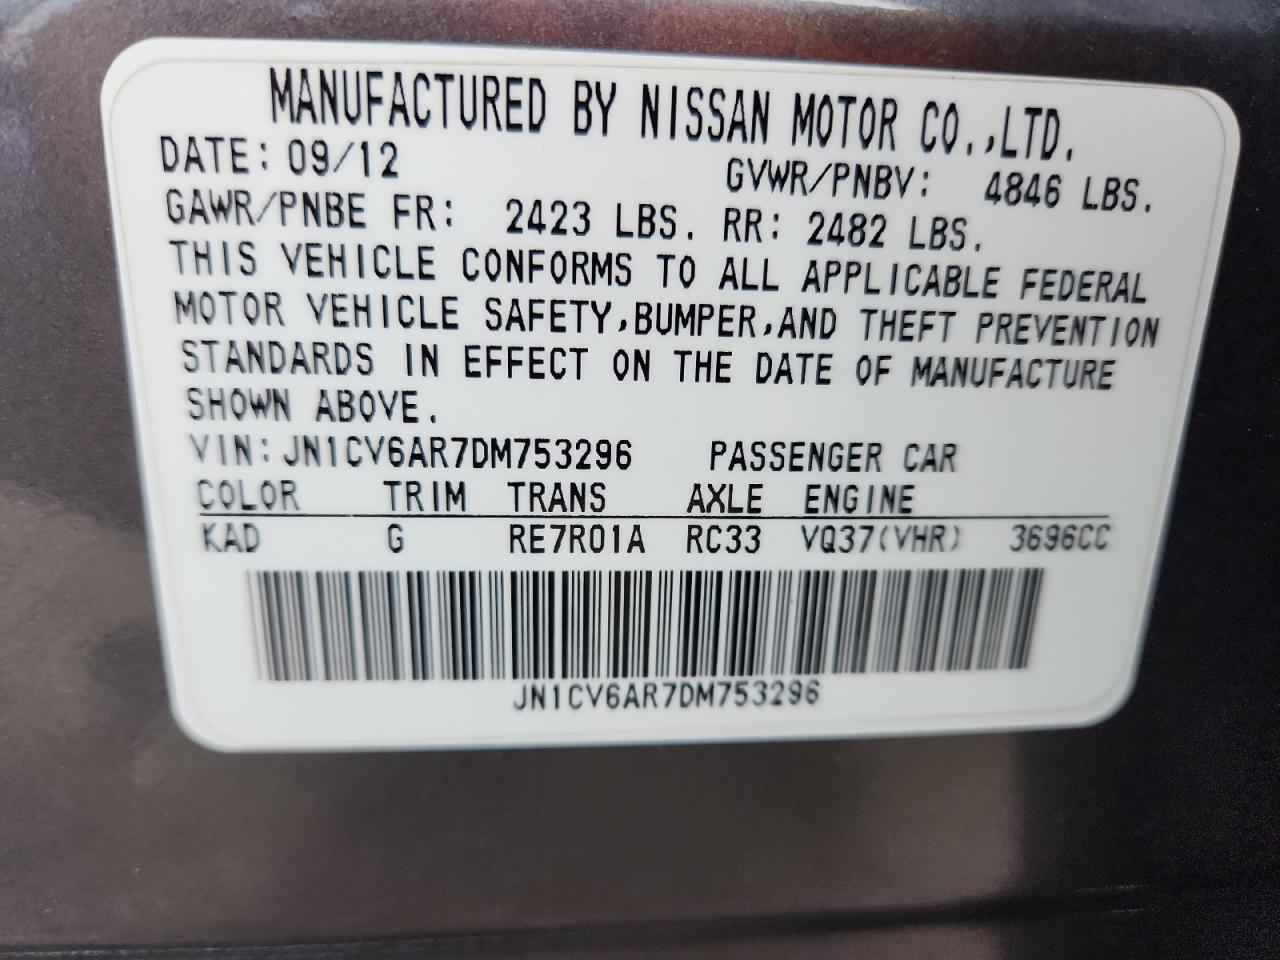 MANUFACTURED BY NISSAN MOTOR CO.,LTD.
DATE: 09/12 GVWR/PNBV: 4846 LBS.
GAWR/PNBE FR: 2423 LBS. RR: 2482 LBS.
THIS VEHICLE CONFORMS TO ALL APPLICABLE FEDERAL
MOTOR VEHICLE SAFETY,BUMPER,AND THEFT PREVENTION
STANDARDS IN EFFECT ON THE DATE OF MANUFACTURE
SHOWN ABOVE.
VIN:JN1CV6AR7DM753296 PASSENGER CAR
COLOR TRIM TRANS AXLE ENGINE
KAD G RE7R01A RC33 VQ37(VHR) 3696CC
JN1CV6AR7DM753296